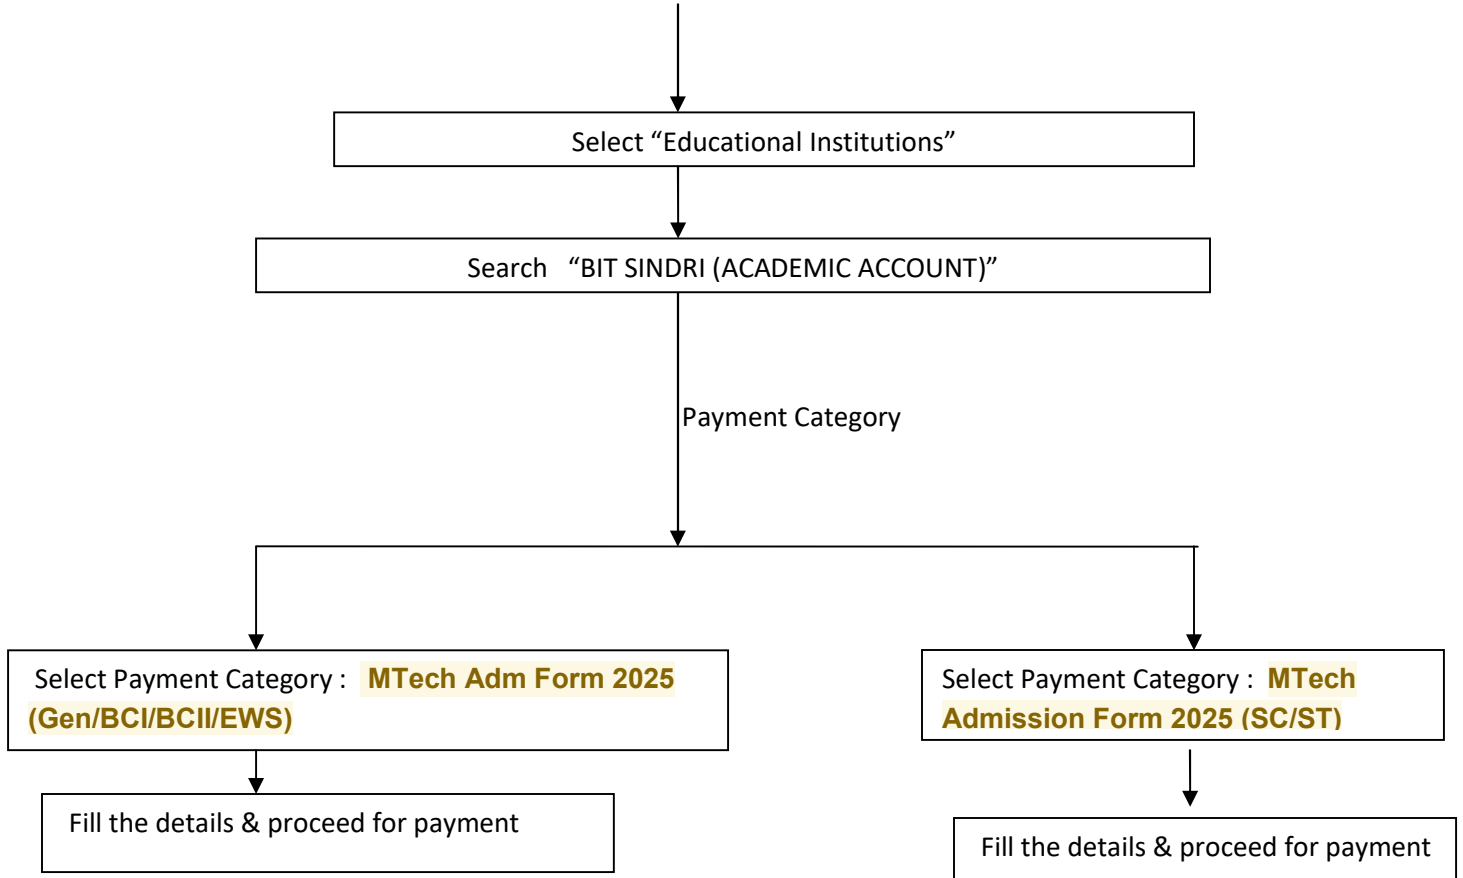 Select “Educational Institutions”
Search “BIT SINDRI (ACADEMIC ACCOUNT)”
Payment Category
Select Payment Category : MTech Adm Form 2025
(Gen/BCI/BCII/EWS)
Fill the details & proceed for payment
Select Payment Category : MTech
Admission Form 2025 (SC/ST)
Fill the details & proceed for payment